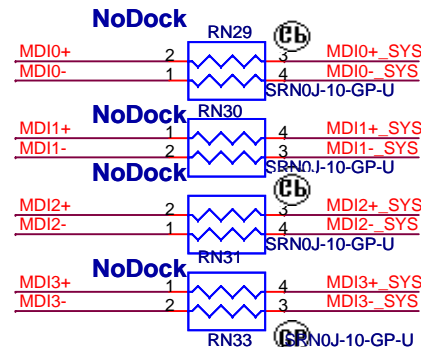 NoDock
RN29
MDI0+ 2 3 MDI0+_SYS
MDI0- 1 4 MDI0-_SYS
SRN0J-10-GP-U
NoDock
RN30
MDI1+ 1 4 MDI1+_SYS
MDI1- 2 3 MDI1-_SYS
SRN0J-10-GP-U
NoDock
MDI2+ 2 3 MDI2+_SYS
MDI2- 1 4 MDI2-_SYS
SRN0J-10-GP-U
RN31
NoDock
MDI3+ 1 4 MDI3+_SYS
MDI3- 2 3 MDI3-_SYS
RN33
SRN0J-10-GP-U